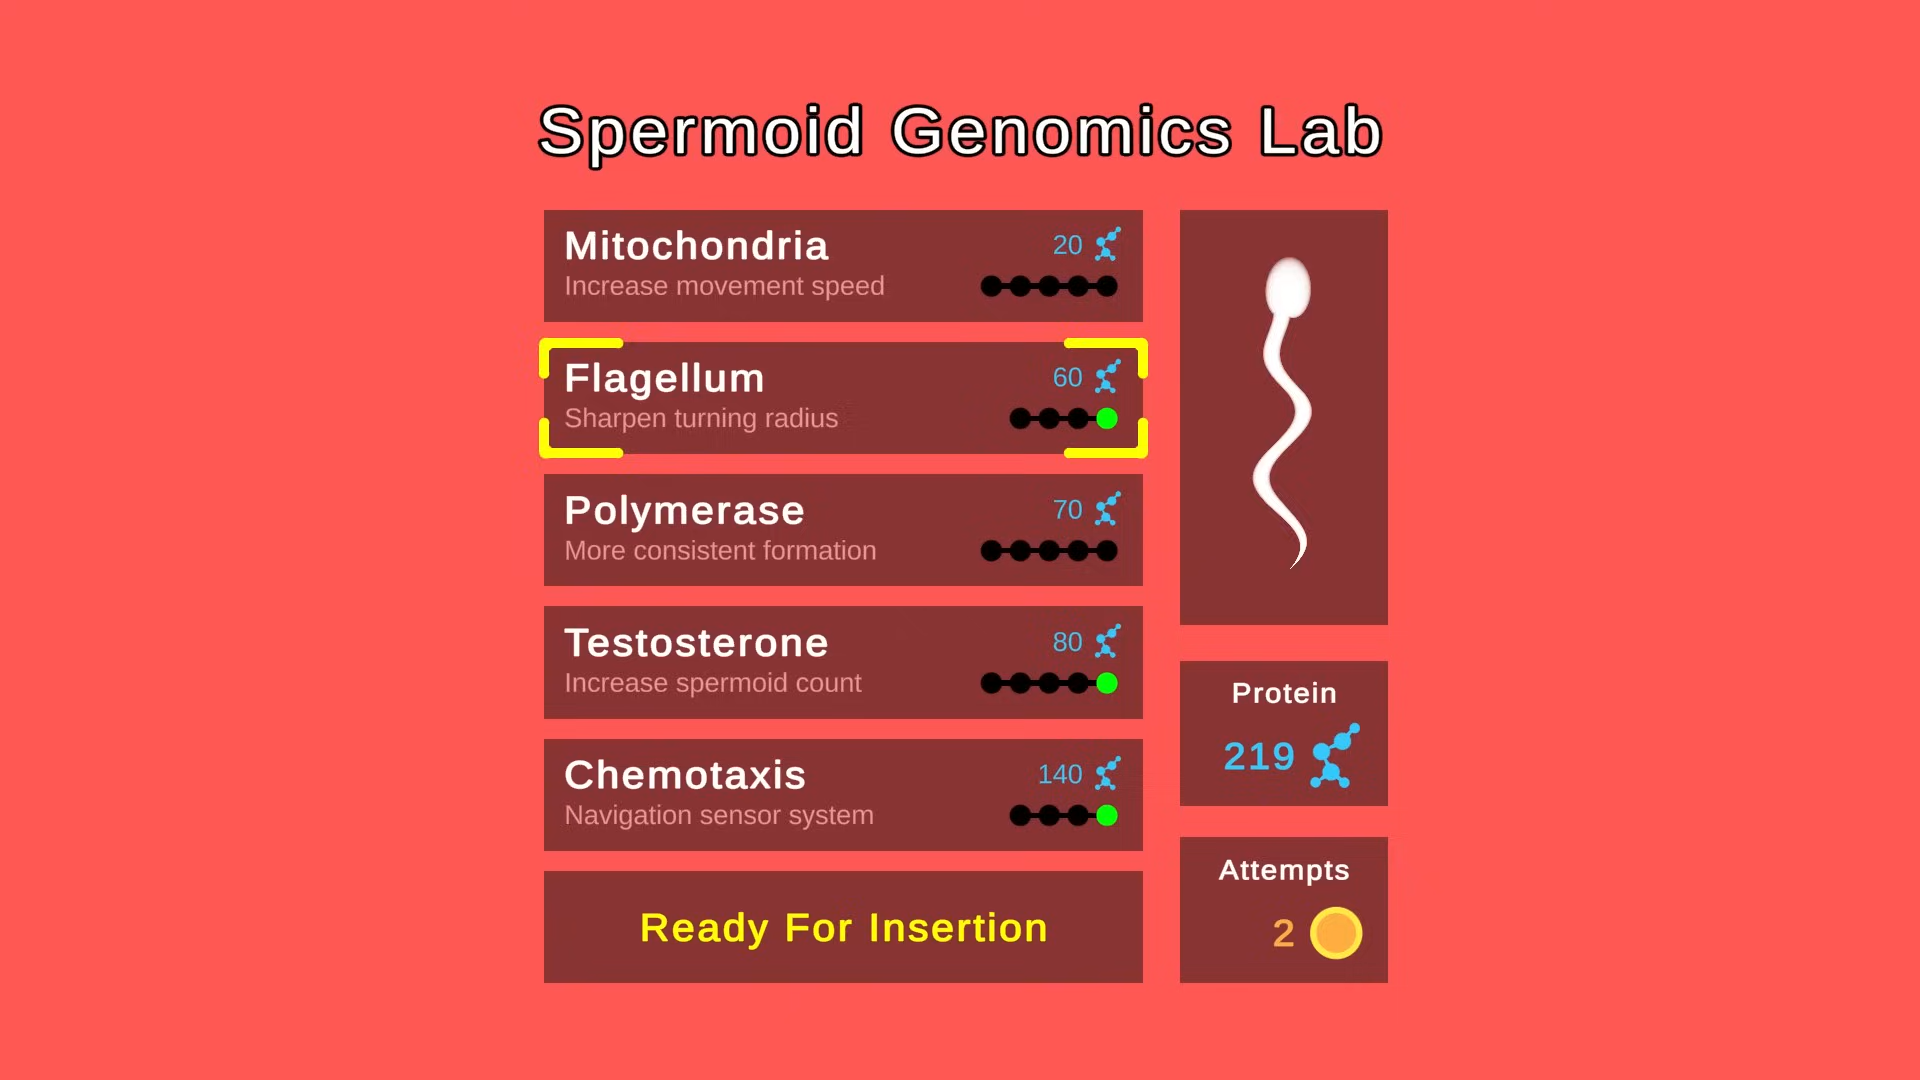 Spermoid Genomics Lab
Mitochondria
20
Increase movement speed
Flagellum
60
Sharpen turning radius
Polymerase
70
More consistent formation
Testosterone
80
Increase spermoid count
Chemotaxis
140
Navigation sensor system
Ready For Insertion
Protein
219
Attempts
2